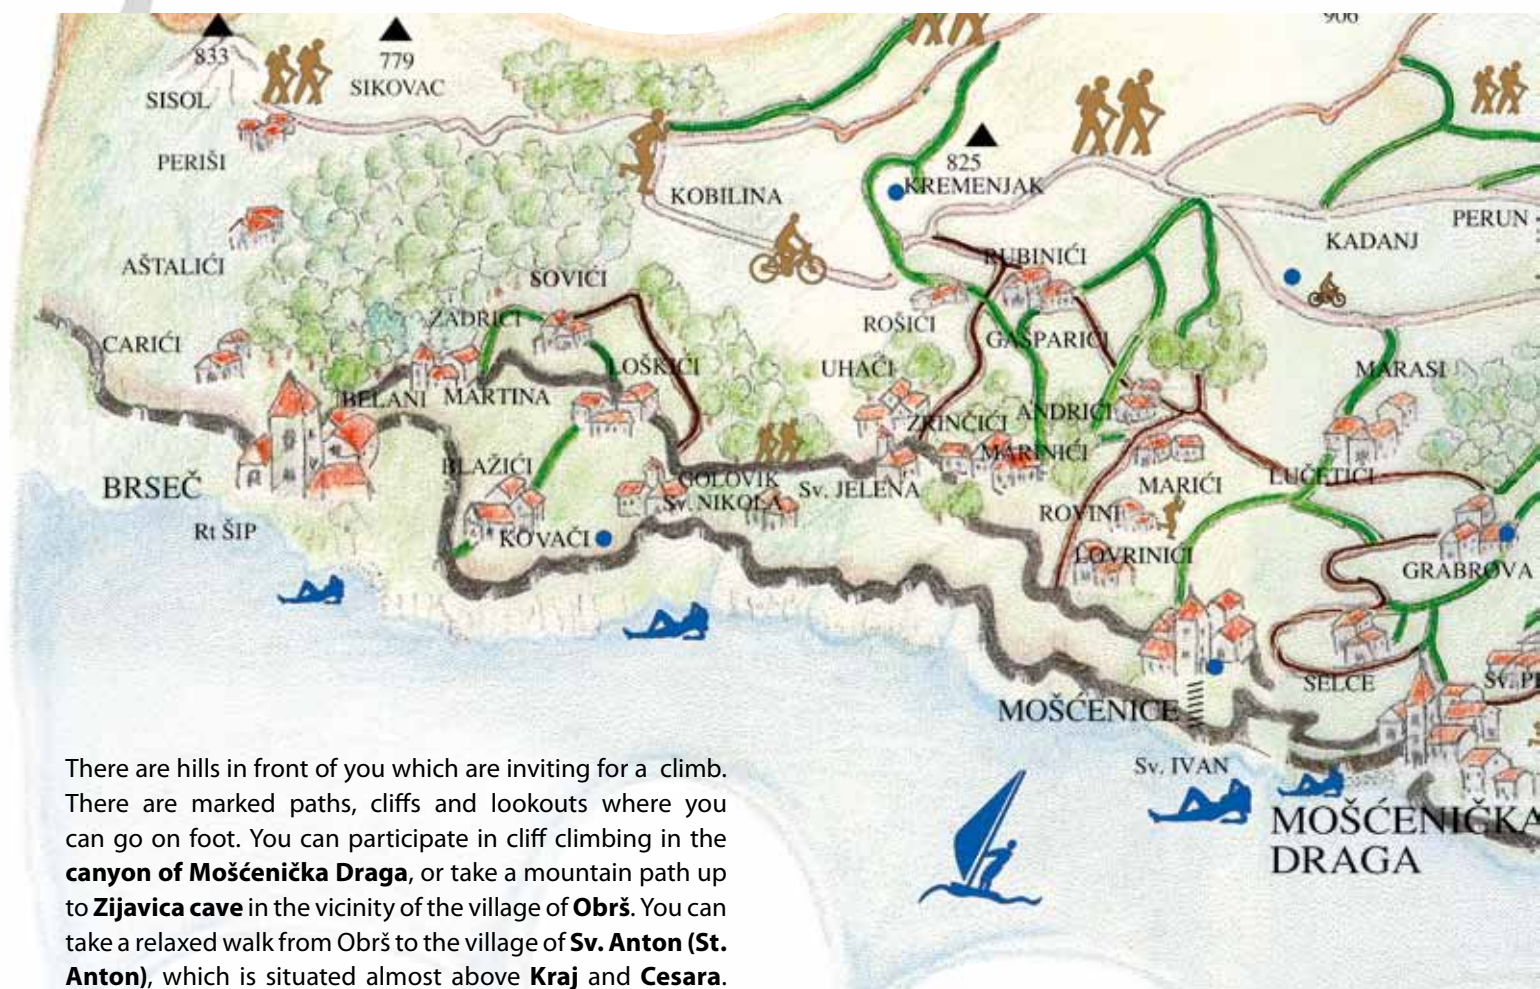 906
833
SISOL
779
SIKOVAC
PERIŠI
825
KREMENJAK
KOBILINA
PERUN
KADANJ
AŠTALIĆI
SOVIĆI
RUBINIĆI
ZADRIĆI
ROŠIĆI
GAŠPARIĆI
CARIĆI
LOŠKIĆI
UHAĆI
MARASI
BELANI
MARTINA
ZRINČIĆI
ANDRIĆI
MARINIĆI
BLAŽIĆI
LUČETIĆI
BRSEČ
GOLOVIK
Sv. NIKOLA
Sv. JELENA
MARIĆI
ROVINI
Rt ŠIP
KOVAČI
LOVRINIĆI
GRABROVA
SELCE
Sv. PE
MOŠĆENICE
Sv. IVAN
MOŠĆENIČKA
DRAGA
There are hills in front of you which are inviting for a climb.
There are marked paths, cliffs and lookouts where you
can go on foot. You can participate in cliff climbing in the
canyon of Mošćenička Draga, or take a mountain path up
to Zijavica cave in the vicinity of the village of Obrš. You can
take a relaxed walk from Obrš to the village of Sv. Anton (St.
Anton), which is situated almost above Kraj and Cesara.